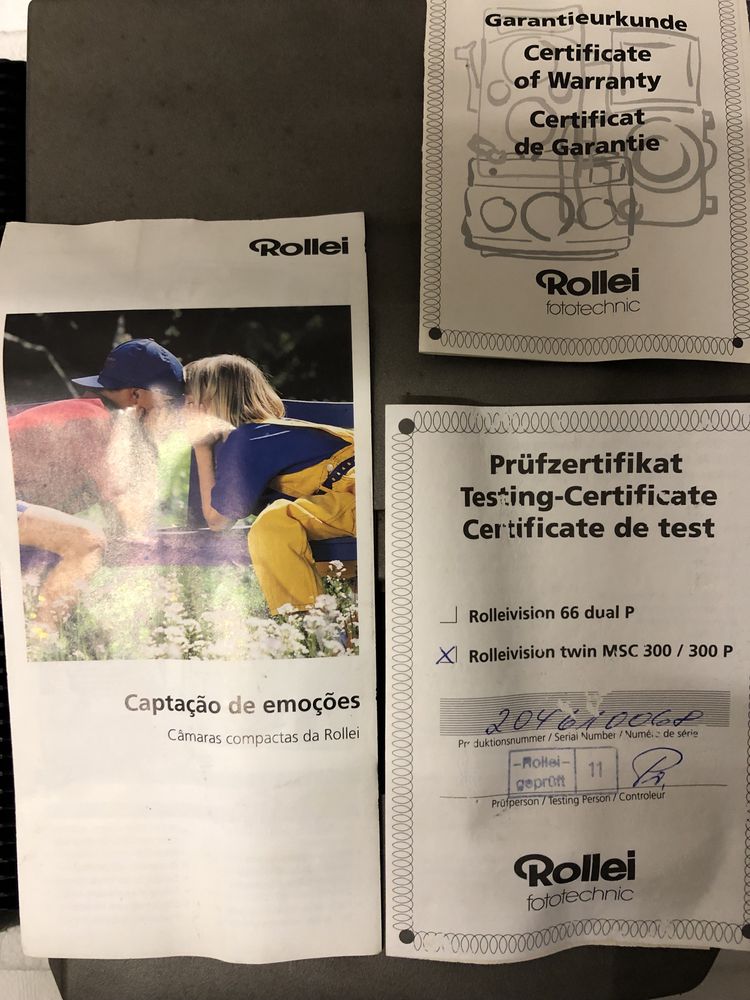 Garantieurkunde
Certificate
of Warranty
Certificat
de Garantie
Rollei
fototechnic
Rollei
Captação de emoções
Câmaras compactas da Rollei
Prüfzertifikat
Testing-Certificate
Certificate de test
Rolleivision 66 dual P
X Rolleivision twin MSC 300 / 300 P
Produktionsnummer / Serial Number / Numéro de série
-Rollei-
geprüft
11
Prüfperson / Testing Person / Controleur
Rollei
fototechnic